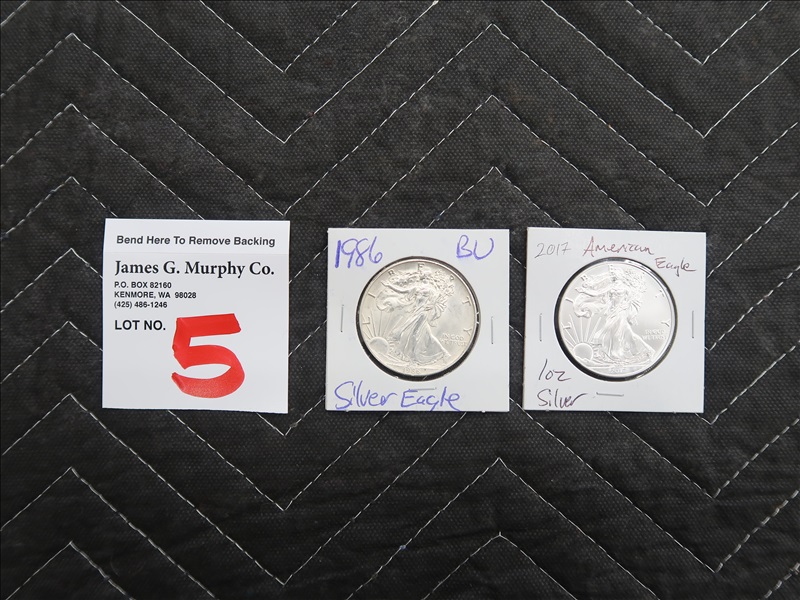 Bend Here To Remove Backing
James G. Murphy Co.
P.O. BOX 82160
KENMORE, WA 98028
(425) 486-1246
LOT NO. 5
1986 BU
LIBERTY
Silver Eagle
2017 American
Eagle
LIBERTY
1oz
Silver